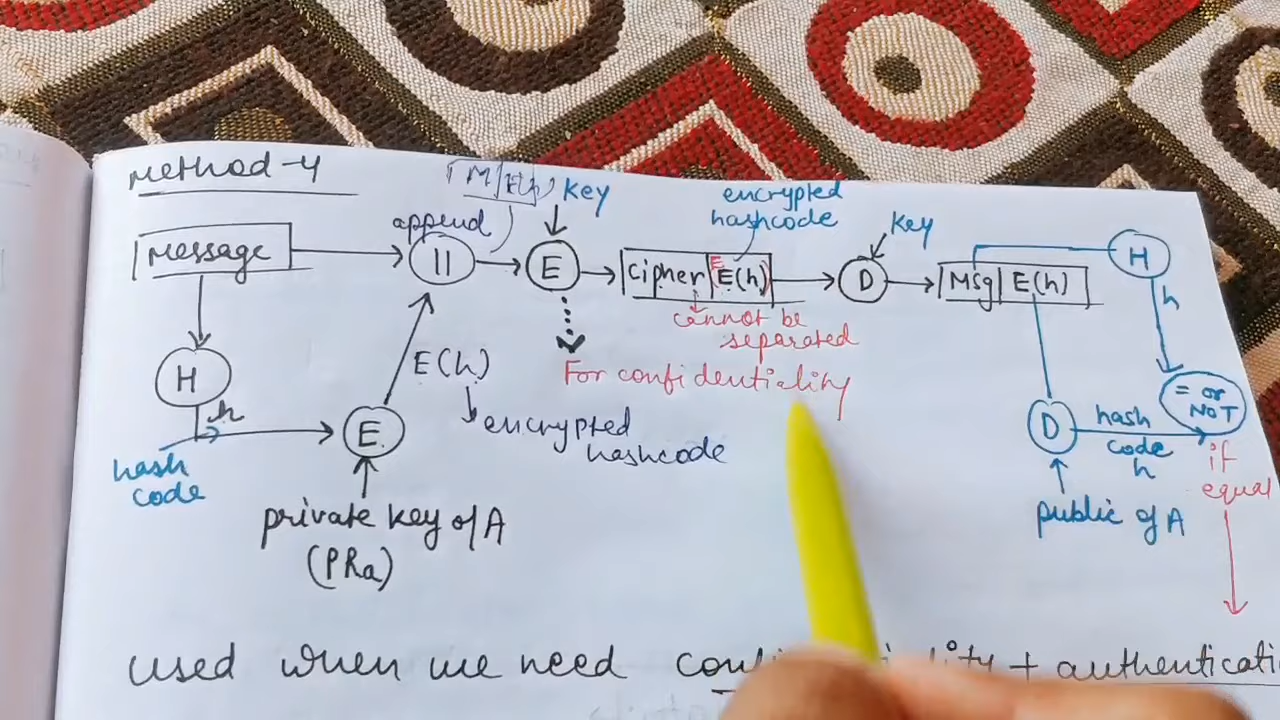 Method-4
M/E(h)
Key
encrypted
hashcode
append
Key
Message
||
E
Cipher
E(h)
D
Msg
E(h)
H
cannot be
separated
h
H
E(h)
For confidentiality
= or
NOT
h
E
encrypted
hashcode
D
hash
code
h
if
equal
hash
code
private key of A
(PRa)
public of A
used when we need
+ authenticati